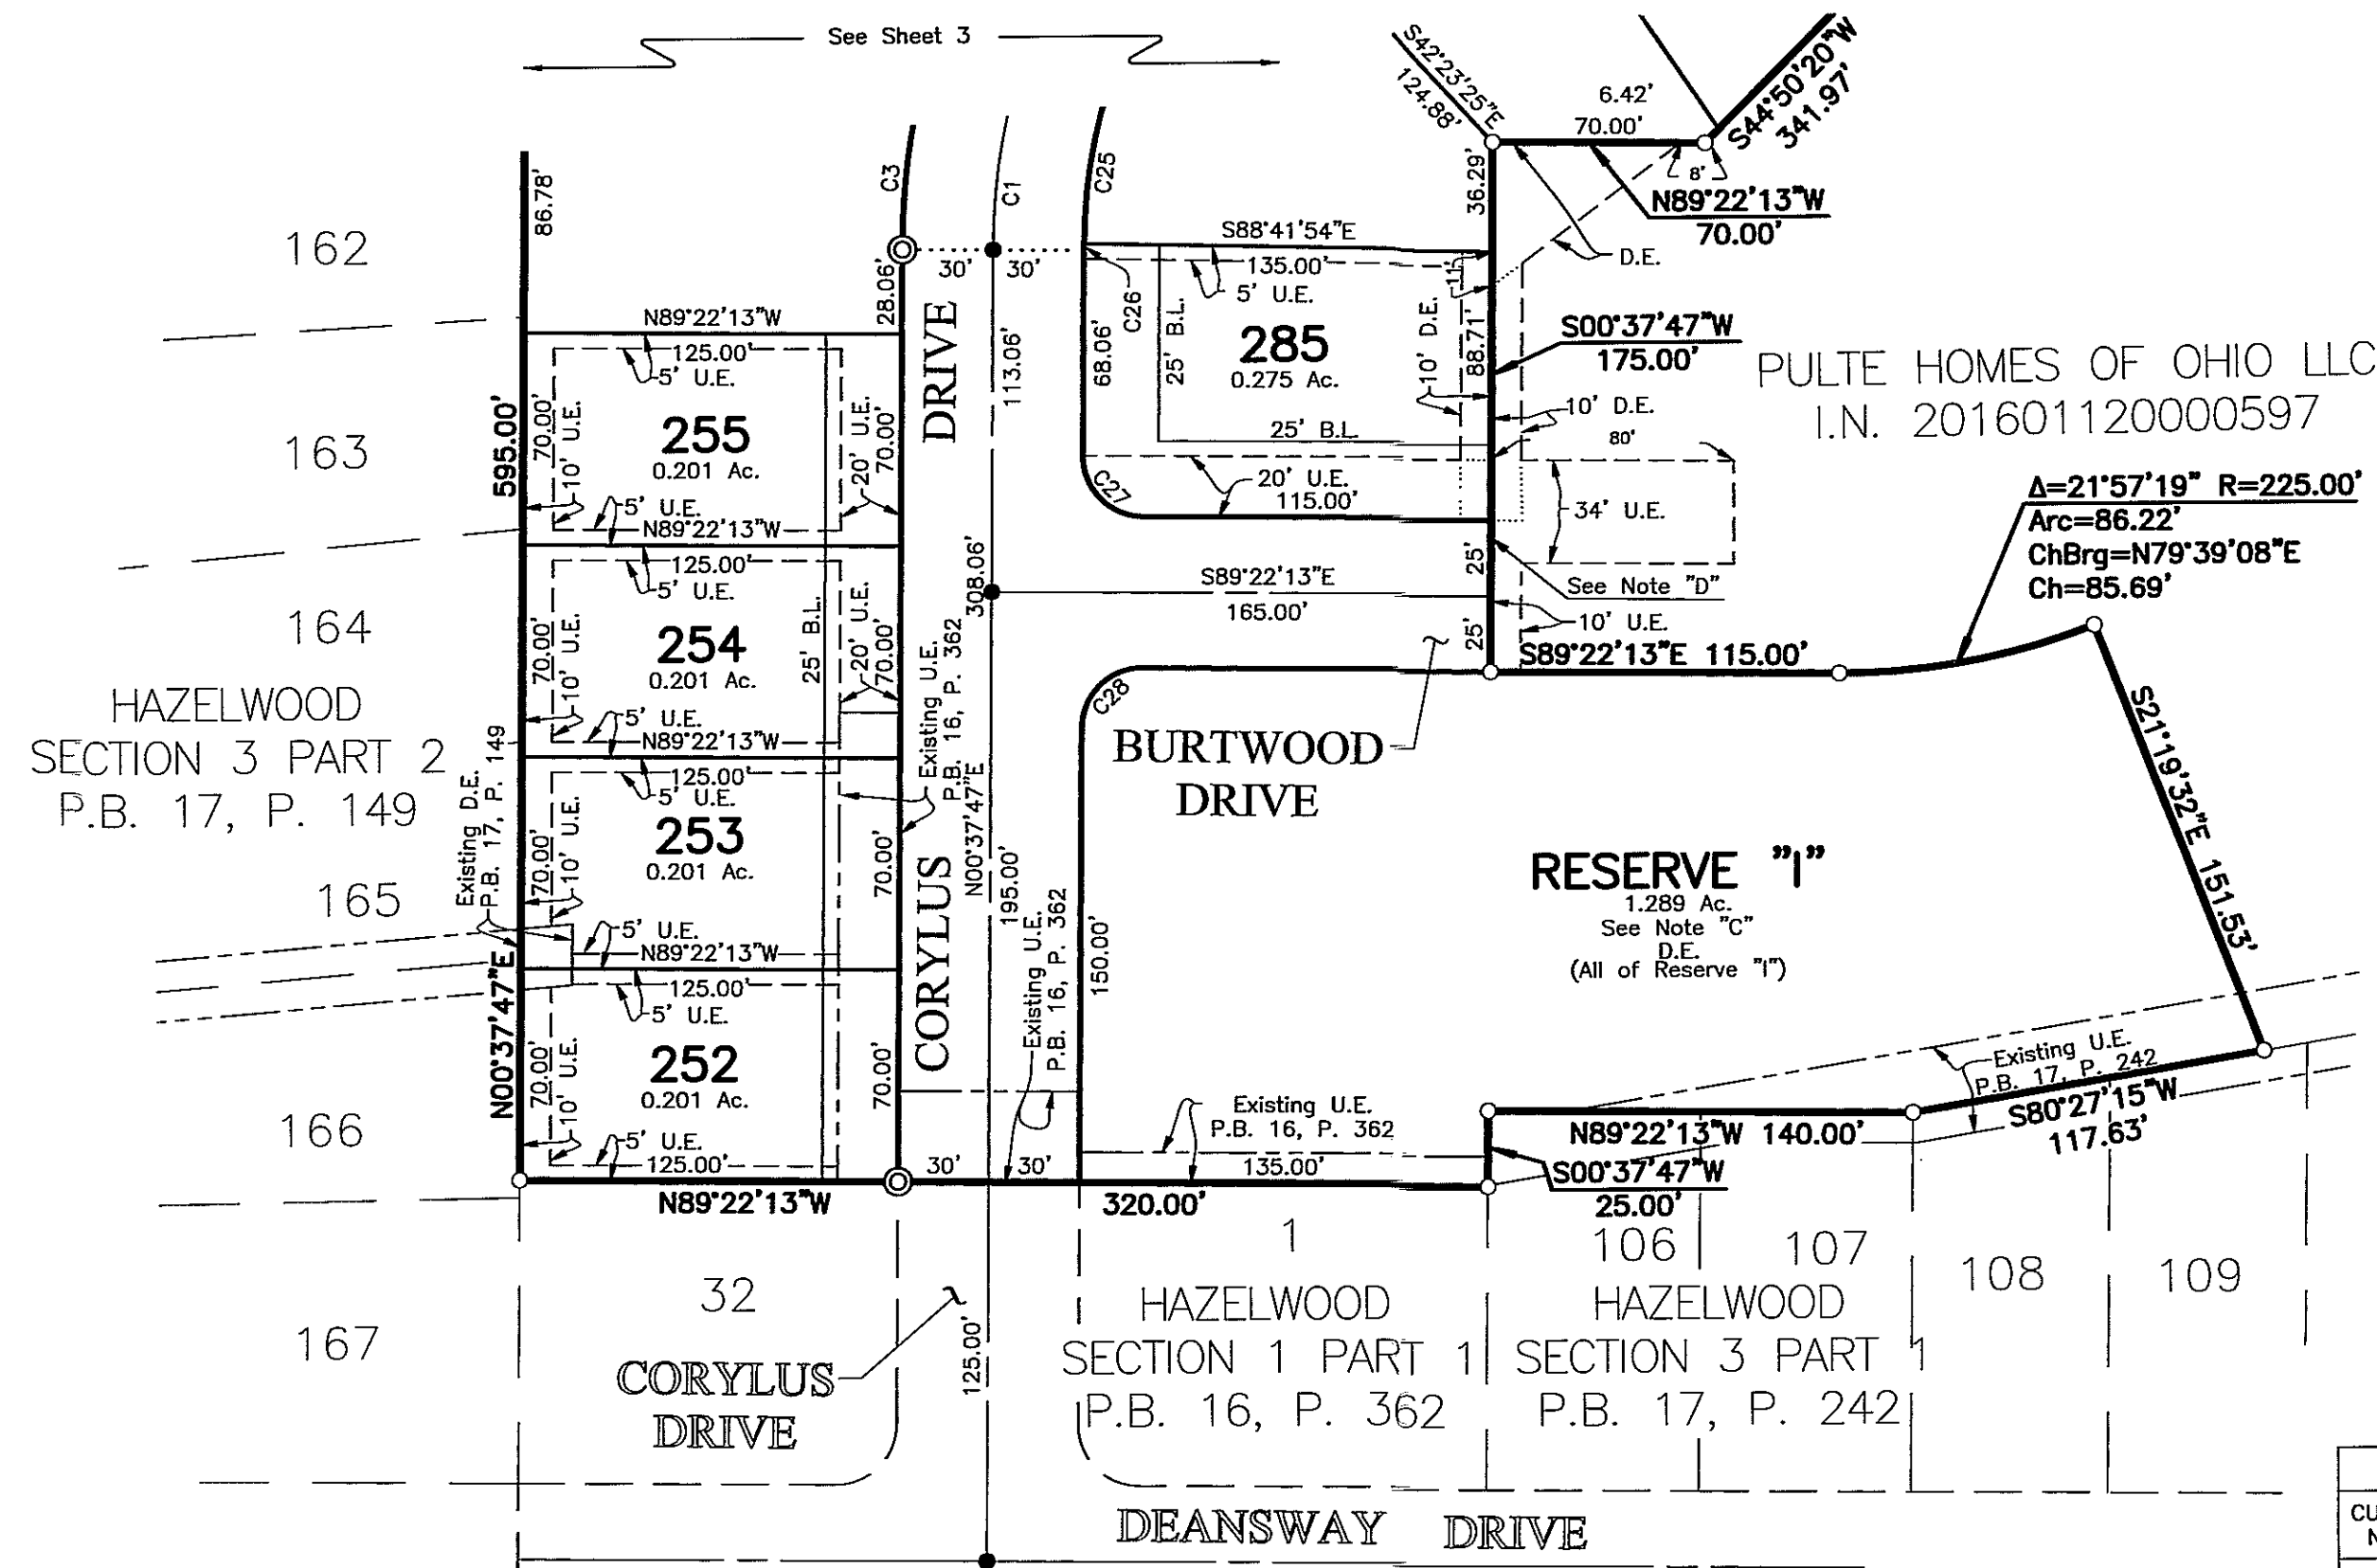 See Sheet 3
S42°23'25"E
124.88'
6.42'
70.00'
S44°50'20"W
341.97'
8'
N89°22'13"W
70.00'
D.E.
36.29'
86.78'
C3
C1
C25
162
S88°41'54"E
135.00'
5' U.E.
30'
30'
C26
11'
28.06'
N89°22'13"W
125.00'
5' U.E.
DRIVE
113.06'
68.06'
25' B.L.
285
0.275 Ac.
10' D.E.
88.71'
S00°37'47"W
175.00'
PULTE HOMES OF OHIO LLC
I.N. 201601120000597
163
595.00'
70.00'
10' U.E.
255
0.201 Ac.
20' U.E.
70.00'
25' B.L.
10' D.E.
80'
5' U.E.
N89°22'13"W
125.00'
5' U.E.
C27
20' U.E.
115.00'
34' U.E.
Δ=21°57'19" R=225.00'
Arc=86.22'
ChBrg=N79°39'08"E
Ch=85.69'
164
70.00'
10' U.E.
254
0.201 Ac.
25' B.L.
20' U.E.
70.00'
308.06'
S89°22'13"E
165.00'
25'
25'
See Note "D"
10' U.E.
S89°22'13"E 115.00'
Existing U.E.
P.B. 16, P. 362
HAZELWOOD
SECTION 3 PART 2
P.B. 17, P. 149
5' U.E.
N89°22'13"W
125.00'
5' U.E.
C28
BURTWOOD
DRIVE
S21°19'32"E 151.53'
Existing D.E.
P.B. 17, P. 149
70.00'
10' U.E.
253
0.201 Ac.
70.00'
N00°37'47"E
195.00'
165
RESERVE "I"
1.289 Ac.
See Note "C"
D.E.
(All of Reserve "I")
5' U.E.
N89°22'13"W
125.00'
5' U.E.
CORYLUS
150.00'
Existing U.E.
P.B. 16, P. 362
N00°37'47"E
70.00'
10' U.E.
252
0.201 Ac.
70.00'
166
Existing U.E.
P.B. 17, P. 242
S80°27'15"W
117.63'
5' U.E.
125.00'
30'
30'
Existing U.E.
P.B. 16, P. 362
135.00'
N89°22'13"W 140.00'
S00°37'47"W
25.00'
N89°22'13"W
320.00'
167
32
CORYLUS
DRIVE
125.00'
1
HAZELWOOD
SECTION 1 PART 1
P.B. 16, P. 362
106
107
HAZELWOOD
SECTION 3 PART 1
P.B. 17, P. 242
108
109
DEANSWAY DRIVE